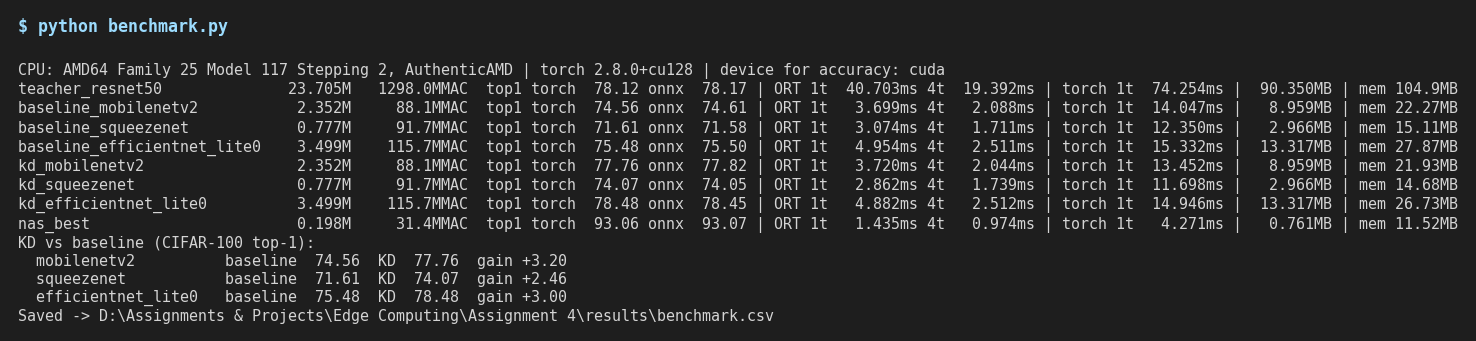 $ python benchmark.py
CPU: AMD64 Family 25 Model 117 Stepping 2, AuthenticAMD | torch 2.8.0+cu128 | device for accuracy: cuda
teacher_resnet50              23.705M   1298.0MMAC  top1 torch  78.12 onnx  78.17 | ORT 1t  40.703ms 4t  19.392ms | torch 1t  74.254ms |  90.350MB | mem 104.9MB
baseline_mobilenetv2           2.352M     88.1MMAC  top1 torch  74.56 onnx  74.61 | ORT 1t   3.699ms 4t   2.088ms | torch 1t  14.047ms |   8.959MB | mem 22.27MB
baseline_squeezenet            0.777M     91.7MMAC  top1 torch  71.61 onnx  71.58 | ORT 1t   3.074ms 4t   1.711ms | torch 1t  12.350ms |   2.966MB | mem 15.11MB
baseline_efficientnet_lite0    3.499M    115.7MMAC  top1 torch  75.48 onnx  75.50 | ORT 1t   4.954ms 4t   2.511ms | torch 1t  15.332ms |  13.317MB | mem 27.87MB
kd_mobilenetv2                 2.352M     88.1MMAC  top1 torch  77.76 onnx  77.82 | ORT 1t   3.720ms 4t   2.044ms | torch 1t  13.452ms |   8.959MB | mem 21.93MB
kd_squeezenet                  0.777M     91.7MMAC  top1 torch  74.07 onnx  74.05 | ORT 1t   2.862ms 4t   1.739ms | torch 1t  11.698ms |   2.966MB | mem 14.68MB
kd_efficientnet_lite0          3.499M    115.7MMAC  top1 torch  78.48 onnx  78.45 | ORT 1t   4.882ms 4t   2.512ms | torch 1t  14.946ms |  13.317MB | mem 26.73MB
nas_best                       0.198M     31.4MMAC  top1 torch  93.06 onnx  93.07 | ORT 1t   1.435ms 4t   0.974ms | torch 1t   4.271ms |   0.761MB | mem 11.52MB
KD vs baseline (CIFAR-100 top-1):
  mobilenetv2          baseline  74.56  KD  77.76  gain +3.20
  squeezenet           baseline  71.61  KD  74.07  gain +2.46
  efficientnet_lite0   baseline  75.48  KD  78.48  gain +3.00
Saved -> D:\Assignments & Projects\Edge Computing\Assignment 4\results\benchmark.csv